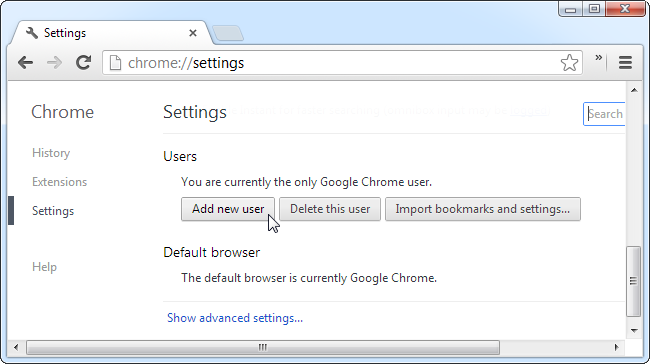 Settings
chrome://settings
Chrome
Settings
Search
History
Extensions
Settings
Help
Users
You are currently the only Google Chrome user.
Add new user
Delete this user
Import bookmarks and settings...
Default browser
The default browser is currently Google Chrome.
Show advanced settings...